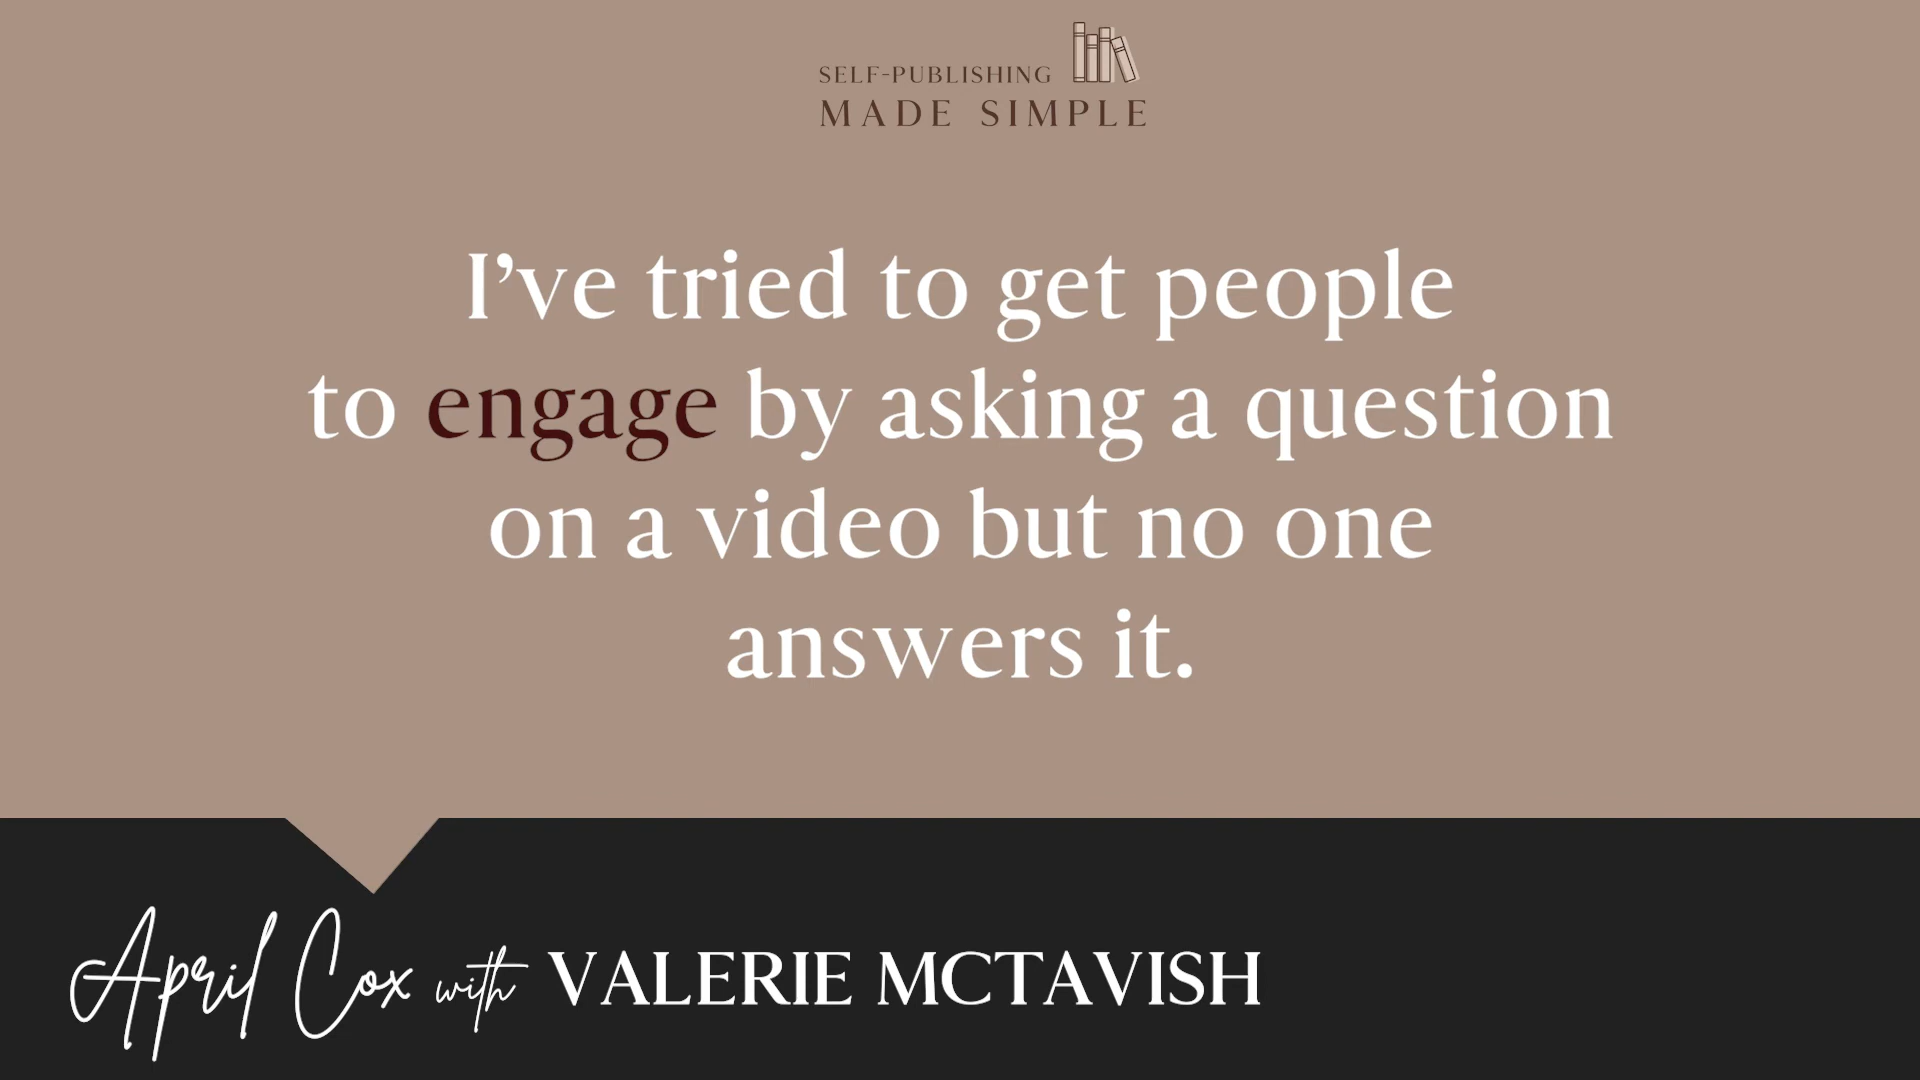 SELF-PUBLISHING
MADE SIMPLE
I’ve tried to get people
to engage by asking a question
on a video but no one
answers it.
April Cox with VALERIE MCTAVISH